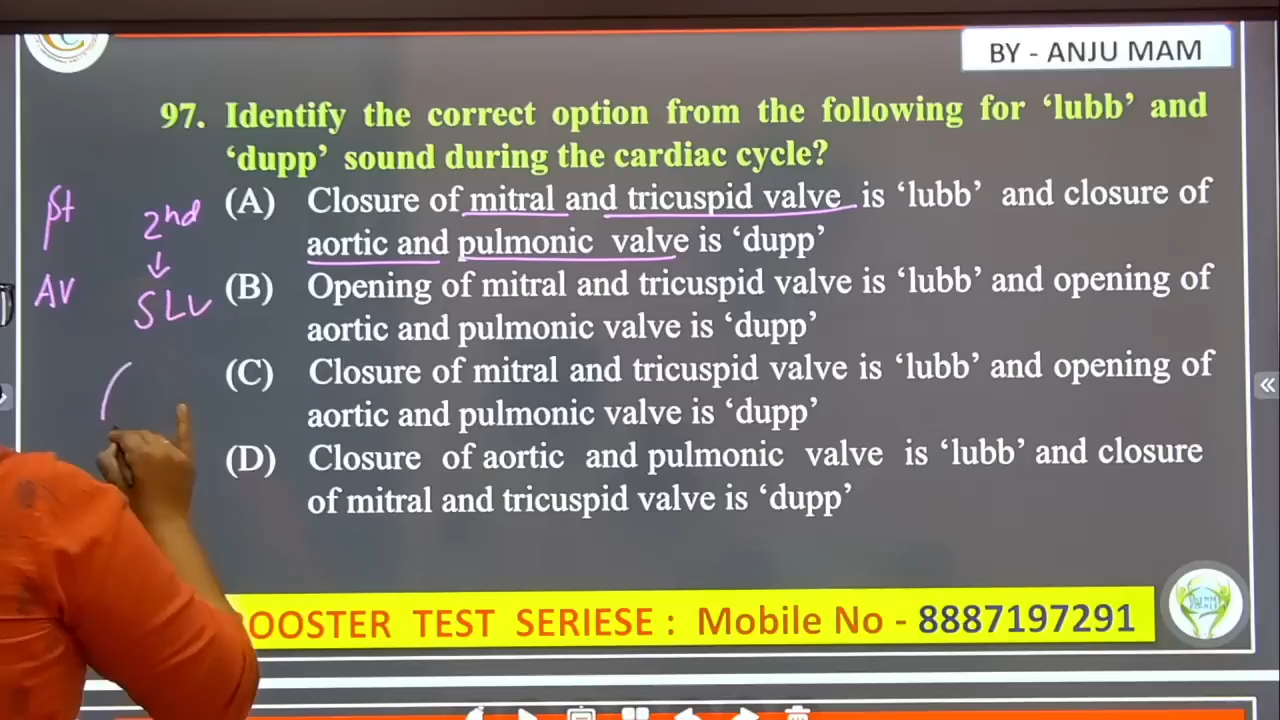 BY - ANJU MAM
97. Identify the correct option from the following for ‘lubb’ and
‘dupp’ sound during the cardiac cycle?
(A) Closure of mitral and tricuspid valve is ‘lubb’ and closure of
aortic and pulmonic valve is ‘dupp’
(B) Opening of mitral and tricuspid valve is ‘lubb’ and opening of
aortic and pulmonic valve is ‘dupp’
(C) Closure of mitral and tricuspid valve is ‘lubb’ and opening of
aortic and pulmonic valve is ‘dupp’
(D) Closure of aortic and pulmonic valve is ‘lubb’ and closure
of mitral and tricuspid valve is ‘dupp’
2nd
AV
SLV
OOSTER TEST SERIESE : Mobile No - 8887197291